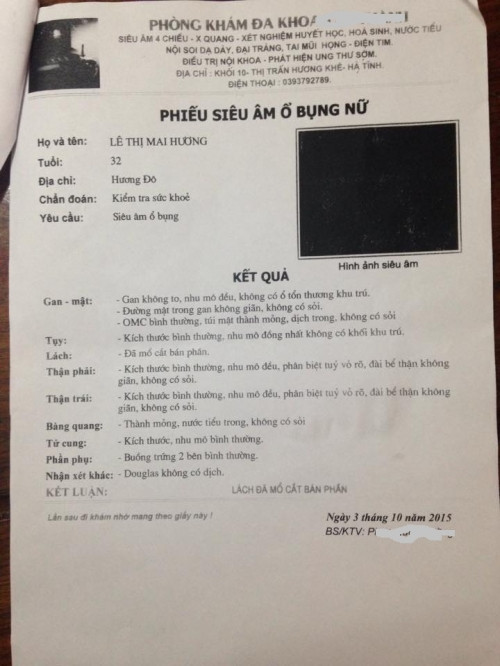 PHÒNG KHÁM ĐA KHOA
SIÊU ÂM 4 CHIỀU - X QUANG - XÉT NGHIỆM HUYẾT HỌC, HOÁ SINH, NƯỚC TIỂU
NỘI SOI DẠ DÀY, ĐẠI TRÀNG, TAI MŨI HỌNG - ĐIỆN TIM.
ĐIỀU TRỊ NỘI KHOA - PHÁT HIỆN UNG THƯ SỚM.
ĐỊA CHỈ : KHỐI 10- THỊ TRẤN HƯƠNG KHÊ- HÀ TĨNH.
ĐIỆN THOẠI : 0393792789.
PHIẾU SIÊU ÂM Ổ BỤNG NỮ
Họ và tên: LÊ THỊ MAI HƯƠNG
Tuổi: 32
Địa chỉ: Hương Đô
Chẩn đoán: Kiểm tra sức khoẻ
Yêu cầu: Siêu âm ổ bụng
Hình ảnh siêu âm
KẾT QUẢ
Gan - mật: - Gan không to, nhu mô đều, không có ổ tổn thương khu trú.
- Đường mật trong gan không giãn, không có sỏi.
- OMC bình thường, túi mật thành mỏng, dịch trong, không có sỏi
Tụy: - Kích thước bình thường, nhu mô đồng nhất không có khối khu trú.
Lách: - Đã mổ cắt bán phần.
Thận phải: - Kích thước bình thường, nhu mô đều, phân biệt tuỷ vỏ rõ, đài bể thận không
giãn, không có sỏi.
Thận trái: - Kích thước bình thường, nhu mô đều, phân biệt tuỷ vỏ rõ, đài bể thận không
giãn, không có sỏi.
Bàng quang: - Thành mỏng, nước tiểu trong, không có sỏi
Tử cung: - Kích thước, nhu mô bình thường.
Phần phụ: - Buồng trứng 2 bên bình thường.
Nhận xét khác: - Douglas không có dịch.
KẾT LUẬN: LÁCH ĐÃ MỔ CẮT BÁN PHẦN
Lần sau đi khám nhớ mang theo giấy này !
Ngày 3 tháng 10 năm 2015
BS/KTV: